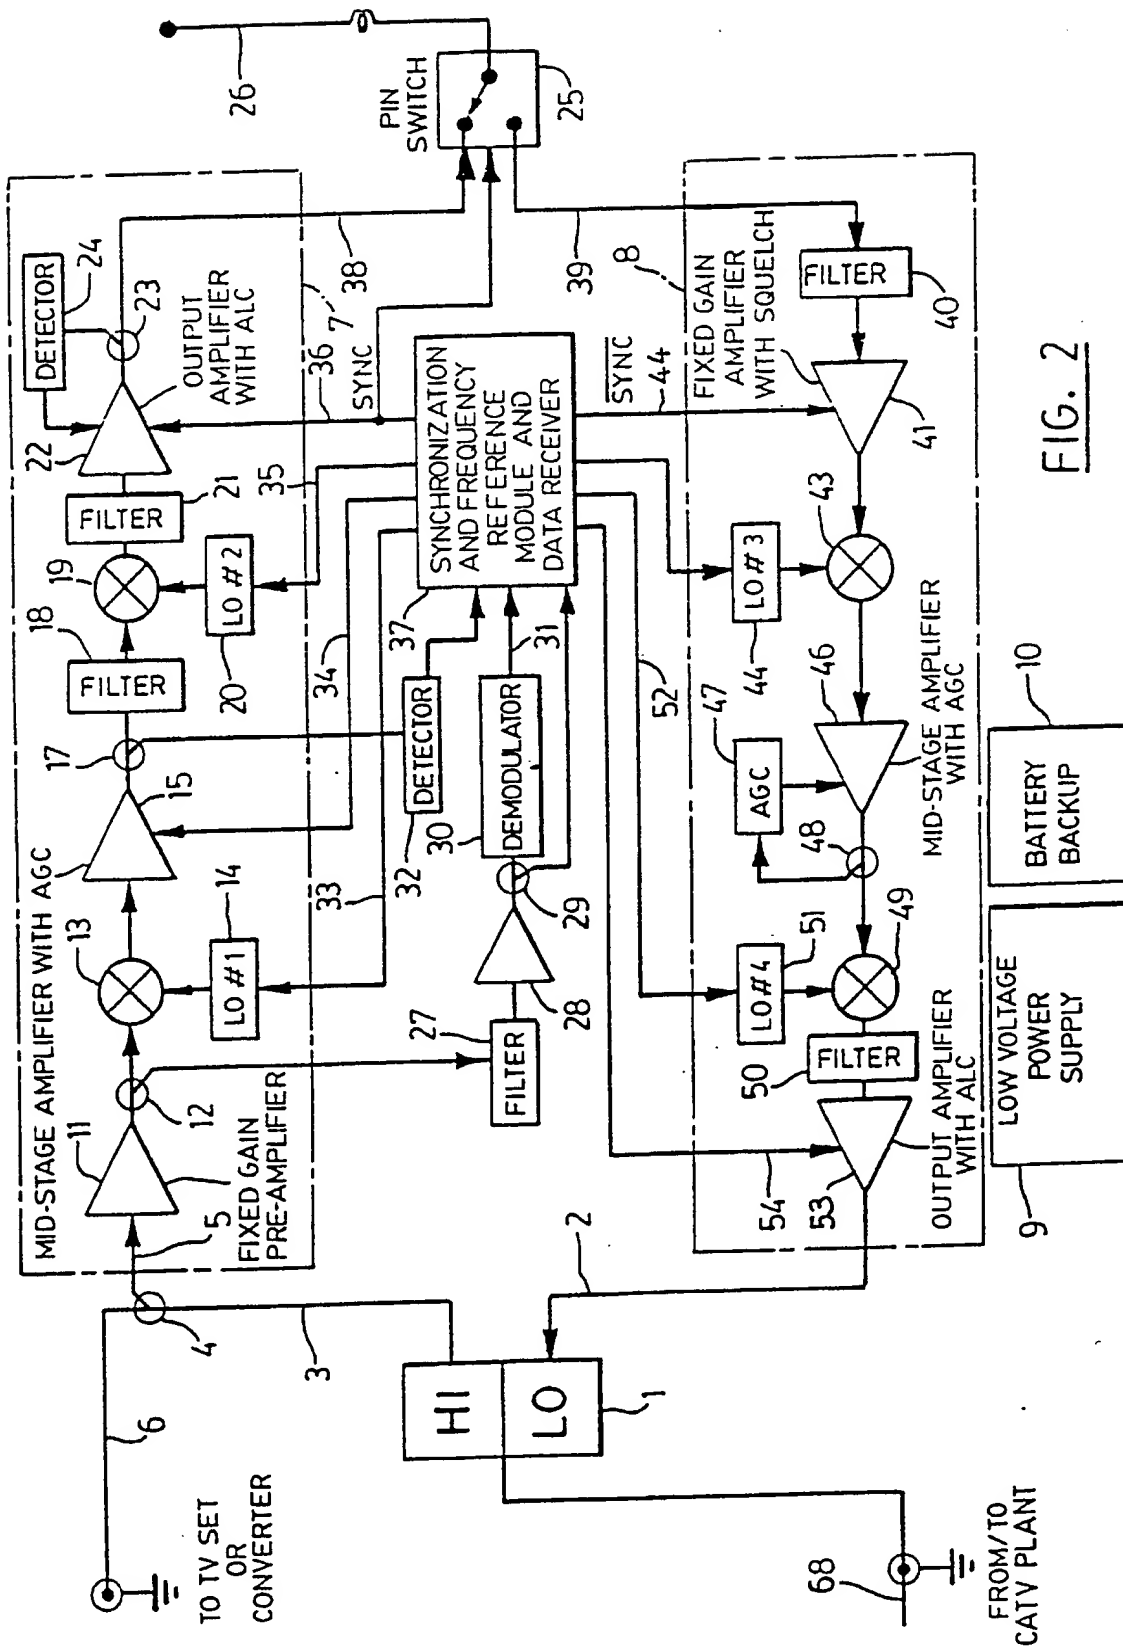 26
PIN
SWITCH
25
DETECTOR
24
23
22
OUTPUT
AMPLIFIER
WITH ALC
7
36
SYNC
38
39
8
FILTER
21
19
LO #2
20
35
18
FILTER
17
34
MID-STAGE AMPLIFIER WITH AGC
15
13
14
LO #1
33
12
11
5
FIXED GAIN
PRE-AMPLIFIER
SYNCHRONIZATION
AND FREQUENCY
REFERENCE
MODULE AND
DATA RECEIVER
37
31
DETECTOR
32
DEMODULATOR
30
29
28
27
FILTER
SYNC
44
52
FIXED GAIN
AMPLIFIER
WITH SQUELCH
FILTER
40
41
43
LO #3
44
46
47
AGC
48
MID-STAGE AMPLIFIER
WITH AGC
49
LO #4
51
FILTER
50
OUTPUT AMPLIFIER
WITH ALC
53
54
10
BATTERY
BACKUP
LOW VOLTAGE
POWER
SUPPLY
9
2
3
4
6
HI
LO
1
TO TV SET
OR
CONVERTER
68
FROM/TO
CATV PLANT
FIG. 2